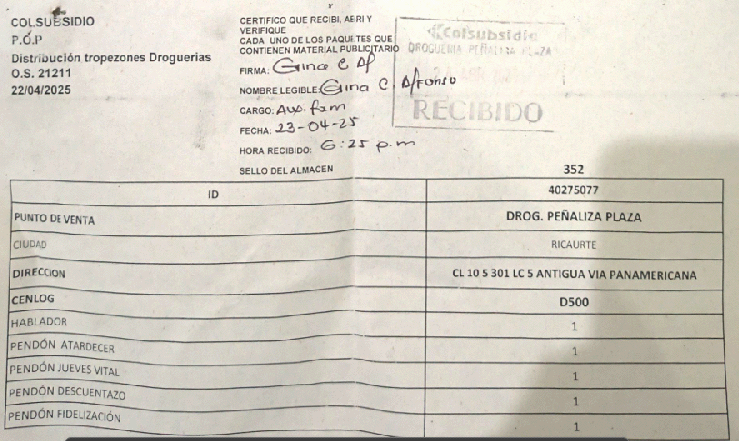 COLSUBSIDIO
P.O.P
Distribución tropezones Droguerias
O.S. 21211
22/04/2025
CERTIFICO QUE RECIBI, AERI Y
VERIFIQUE
CADA UNO DE LOS PAQUETES QUE
CONTIENEN MATERIAL PUBLICITARIO
FIRMA: Gina C Af
NOMBRE LEGIBLE: Gina C. Alfonso
CARGO: Aux. farm
FECHA: 23-04-25
HORA RECIBIDO: 6:25 p.m
SELLO DEL ALMACEN
Colsubsidio
DROGUERIA PEÑALIZA PLAZA
RECIBIDO
352
ID 40275077
PUNTO DE VENTA DROG. PEÑALIZA PLAZA
CIUDAD RICAURTE
DIRECCION CL 10 5 301 LC 5 ANTIGUA VIA PANAMERICANA
CENLOG D500
HABLADOR 1
PENDÓN ATARDECER 1
PENDÓN JUEVES VITAL 1
PENDÓN DESCUENTAZO 1
PENDÓN FIDELIZACIÓN 1